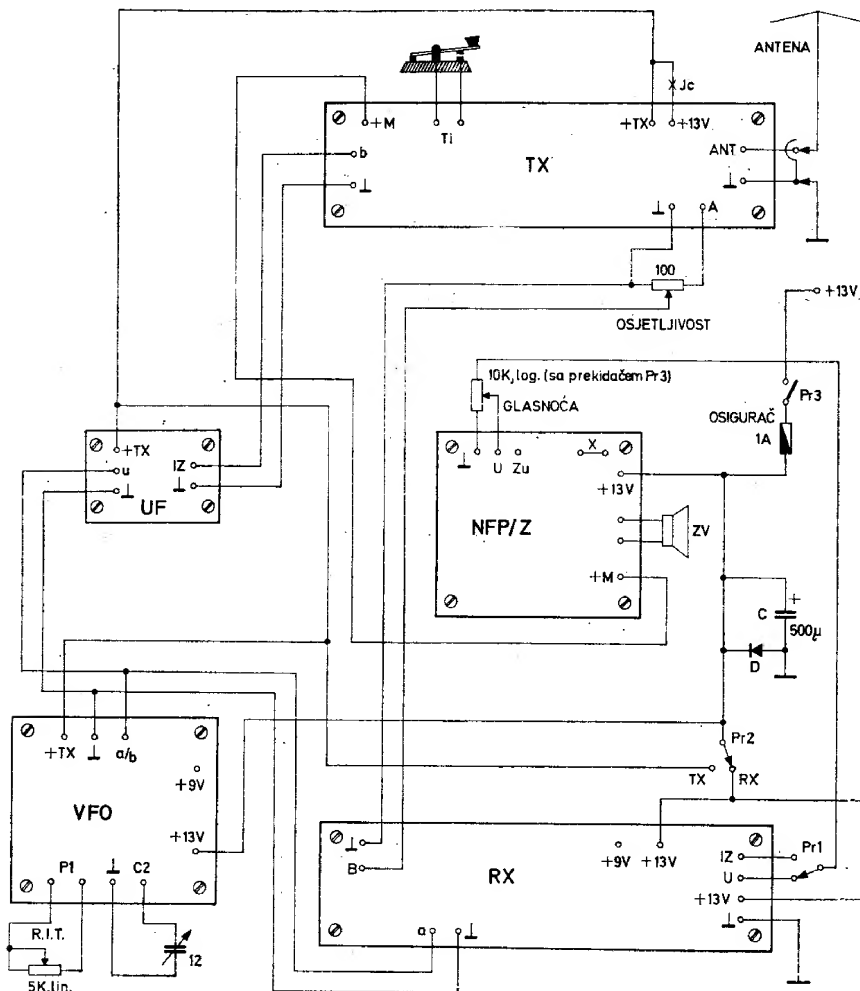 ANTENA
Jc
+M
Ti
+TX
+13V
b
TX
ANT
⊥
⊥
⊥
A
100
OSJETLJIVOST
+13V
10K, log. (sa prekidačem Pr3)
GLASNOĆA
Pr3
OSIGURAČ
1A
+TX
u
IZ
⊥
⊥
UF
⊥
U
Zu
X
+13V
NFP/Z
ZV
+M
+
C
500µ
D
Pr2
TX
RX
+TX
⊥
a/b
+9V
VFO
+13V
P1
⊥
C2
R.I.T.
12
5K.lin.
⊥
B
RX
+9V
+13V
IZ
Pr1
U
+13V
⊥
a
⊥